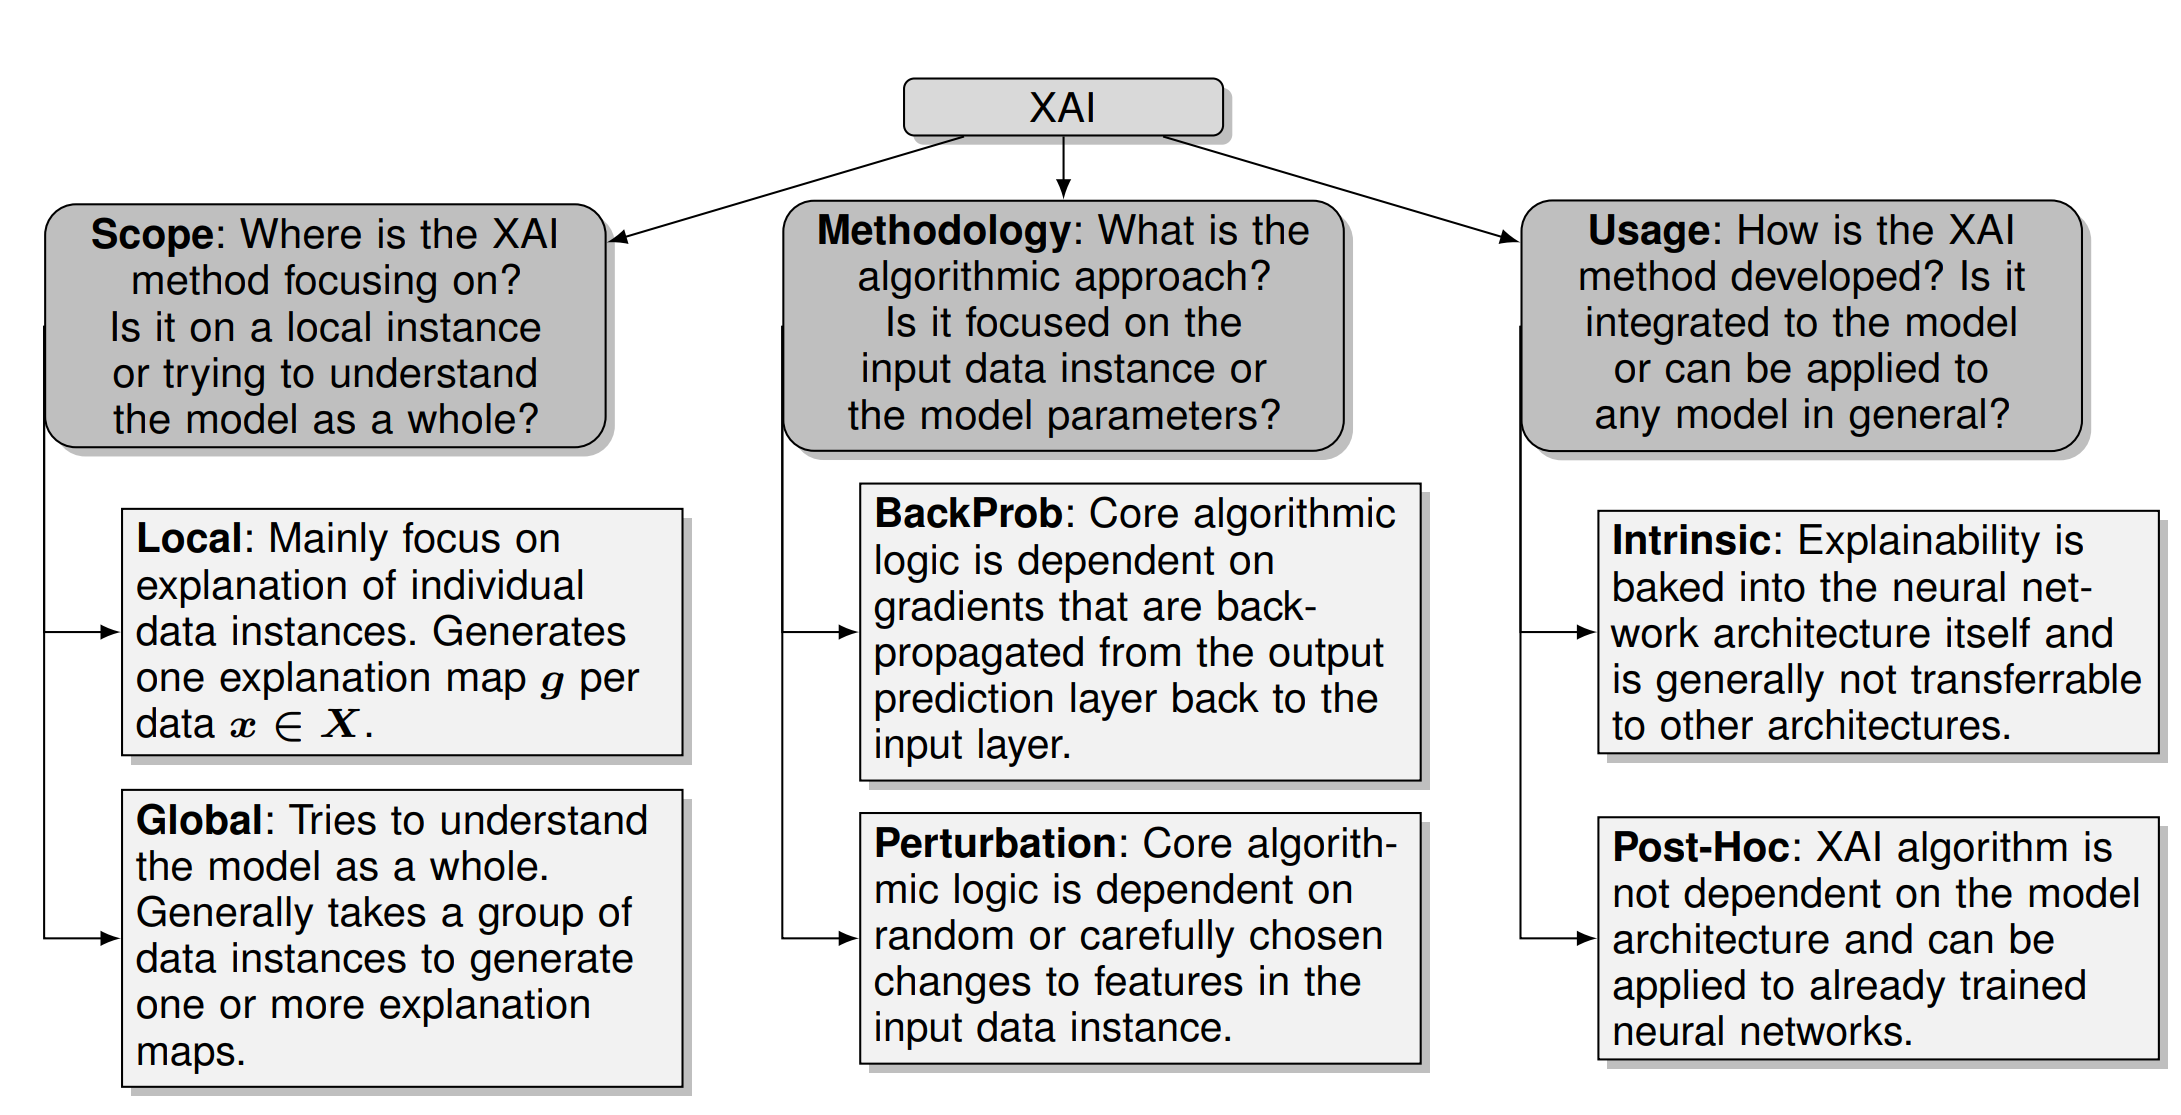 XAI
Scope: Where is the XAI
method focusing on?
Is it on a local instance
or trying to understand
the model as a whole?
Local: Mainly focus on
explanation of individual
data instances. Generates
one explanation map g per
data x ∈ X.
Global: Tries to understand
the model as a whole.
Generally takes a group of
data instances to generate
one or more explanation
maps.
Methodology: What is the
algorithmic approach?
Is it focused on the
input data instance or
the model parameters?
BackProb: Core algorithmic
logic is dependent on
gradients that are back-
propagated from the output
prediction layer back to the
input layer.
Perturbation: Core algorith-
mic logic is dependent on
random or carefully chosen
changes to features in the
input data instance.
Usage: How is the XAI
method developed? Is it
integrated to the model
or can be applied to
any model in general?
Intrinsic: Explainability is
baked into the neural net-
work architecture itself and
is generally not transferrable
to other architectures.
Post-Hoc: XAI algorithm is
not dependent on the model
architecture and can be
applied to already trained
neural networks.